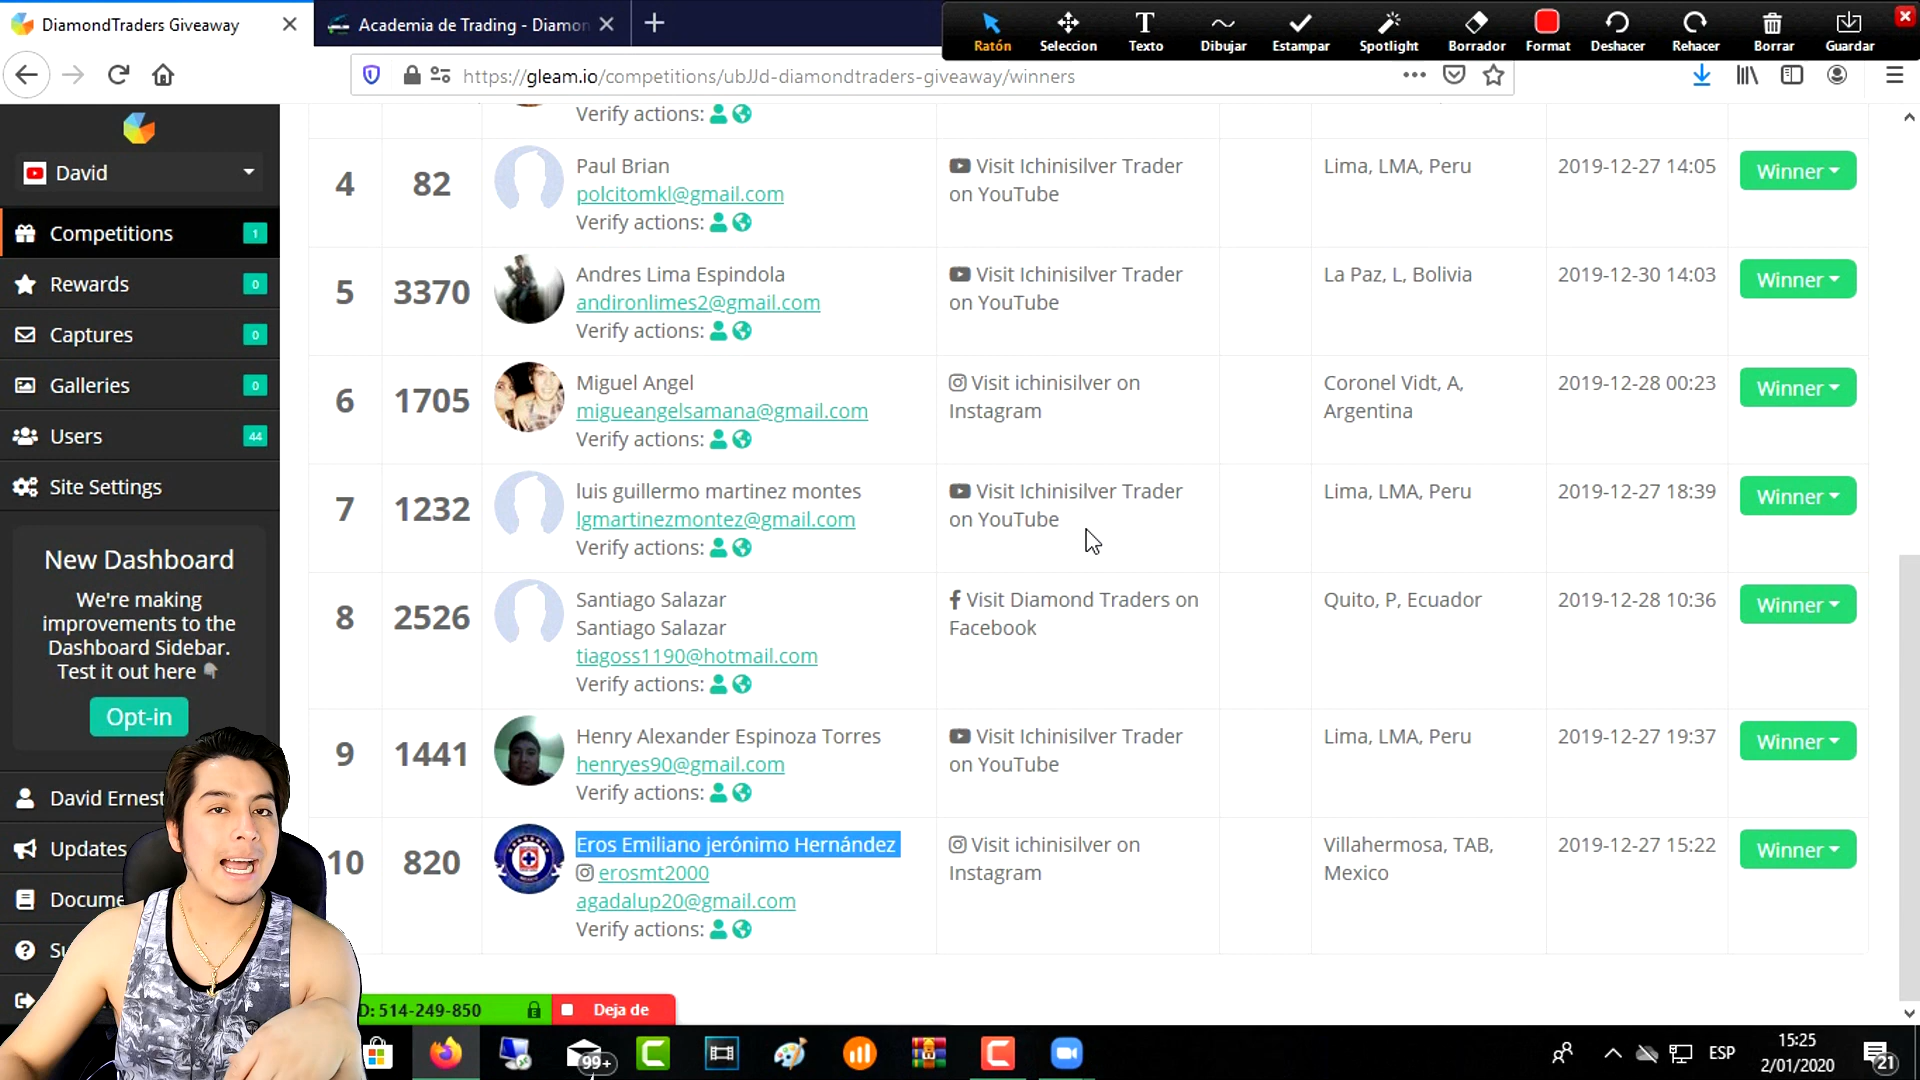 DiamondTraders Giveaway
Academia de Trading - Diamon
Ratón
Seleccion
Texto
Dibujar
Estampar
Spotlight
Borrador
Format
Deshacer
Rehacer
Borrar
Guardar
https://gleam.io/competitions/ubJJd-diamondtraders-giveaway/winners
David
Competitions 1
Rewards 0
Captures 0
Galleries 0
Users 44
Site Settings
New Dashboard
We're making
improvements to the
Dashboard Sidebar.
Test it out here
Opt-in
David Ernest
Updates
Docume
Su
Verify actions:
4 82 Paul Brian Visit Ichinisilver Trader Lima, LMA, Peru 2019-12-27 14:05 Winner
polcitomkl@gmail.com on YouTube
Verify actions:
5 3370 Andres Lima Espindola Visit Ichinisilver Trader La Paz, L, Bolivia 2019-12-30 14:03 Winner
andironlimes2@gmail.com on YouTube
Verify actions:
6 1705 Miguel Angel Visit ichinisilver on Coronel Vidt, A, 2019-12-28 00:23 Winner
migueangelsamana@gmail.com Instagram Argentina
Verify actions:
7 1232 luis guillermo martinez montes Visit Ichinisilver Trader Lima, LMA, Peru 2019-12-27 18:39 Winner
lgmartinezmontez@gmail.com on YouTube
Verify actions:
8 2526 Santiago Salazar Visit Diamond Traders on Quito, P, Ecuador 2019-12-28 10:36 Winner
Santiago Salazar Facebook
tiagoss1190@hotmail.com
Verify actions:
9 1441 Henry Alexander Espinoza Torres Visit Ichinisilver Trader Lima, LMA, Peru 2019-12-27 19:37 Winner
henryes90@gmail.com on YouTube
Verify actions:
10 820 Eros Emiliano jerónimo Hernández Visit ichinisilver on Villahermosa, TAB, 2019-12-27 15:22 Winner
erosmt2000 Instagram Mexico
agadalup20@gmail.com
Verify actions:
D: 514-249-850 Deja de
99+
ESP
15:25
2/01/2020
21